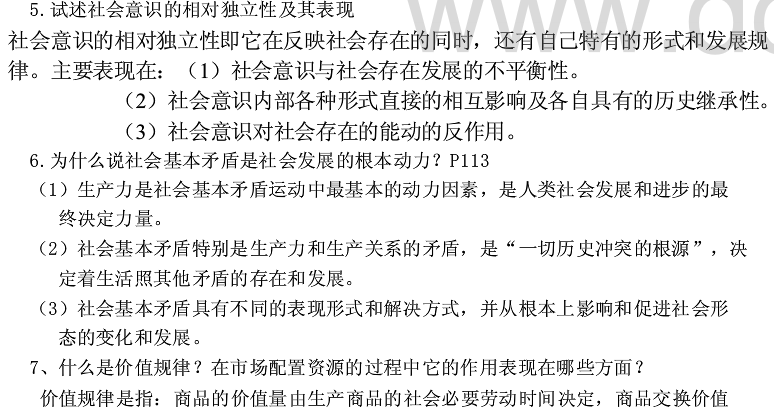 5.试述社会意识的相对独立性及其表现
社会意识的相对独立性即它在反映社会存在的同时，还有自己特有的形式和发展规
律。主要表现在：（1）社会意识与社会存在发展的不平衡性。
（2）社会意识内部各种形式直接的相互影响及各自具有的历史继承性。
（3）社会意识对社会存在的能动的反作用。
6.为什么说社会基本矛盾是社会发展的根本动力？P113
（1）生产力是社会基本矛盾运动中最基本的动力因素，是人类社会发展和进步的最
终决定力量。
（2）社会基本矛盾特别是生产力和生产关系的矛盾，是“一切历史冲突的根源”，决
定着生活照其他矛盾的存在和发展。
（3）社会基本矛盾具有不同的表现形式和解决方式，并从根本上影响和促进社会形
态的变化和发展。
7、什么是价值规律？在市场配置资源的过程中它的作用表现在哪些方面？
价值规律是指：商品的价值量由生产商品的社会必要劳动时间决定，商品交换价值